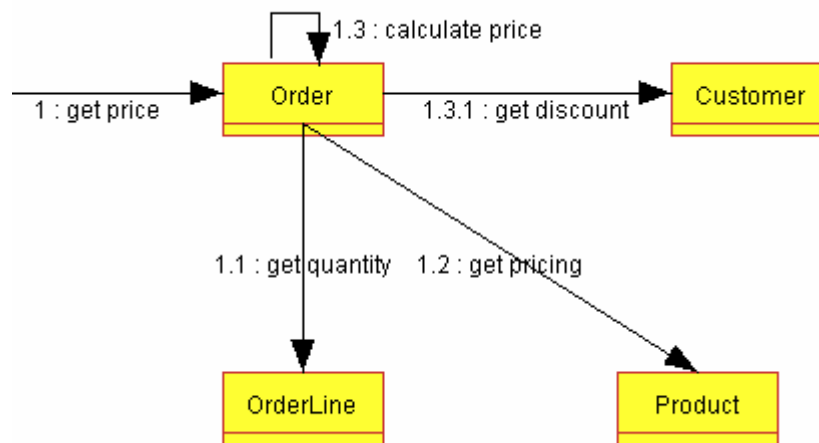 1.3 : calculate price
Order
Customer
1 : get price
1.3.1 : get discount
1.1 : get quantity
1.2 : get pricing
OrderLine
Product